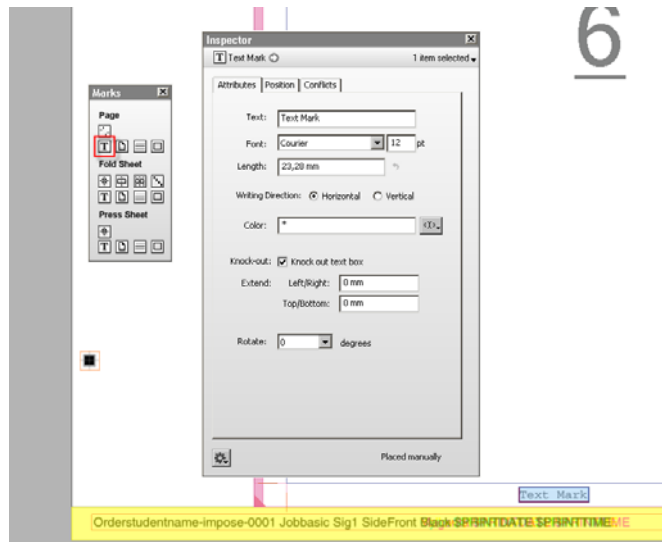 6
Inspector
T Text Mark
1 item selected
Marks
Attributes Position Conflicts
Page
T
Text: Text Mark
Font: Courier 12 pt
Fold Sheet
Length: 23,28 mm
T
Writing Direction: Horizontal Vertical
Press Sheet
Color: *
T
Knock-out: Knock out text box
Extend: Left/Right: 0 mm
Top/Bottom: 0 mm
Rotate: 0 degrees
Placed manually
Text Mark
Orderstudentname-impose-0001 Jobbasic Sig1 SideFront